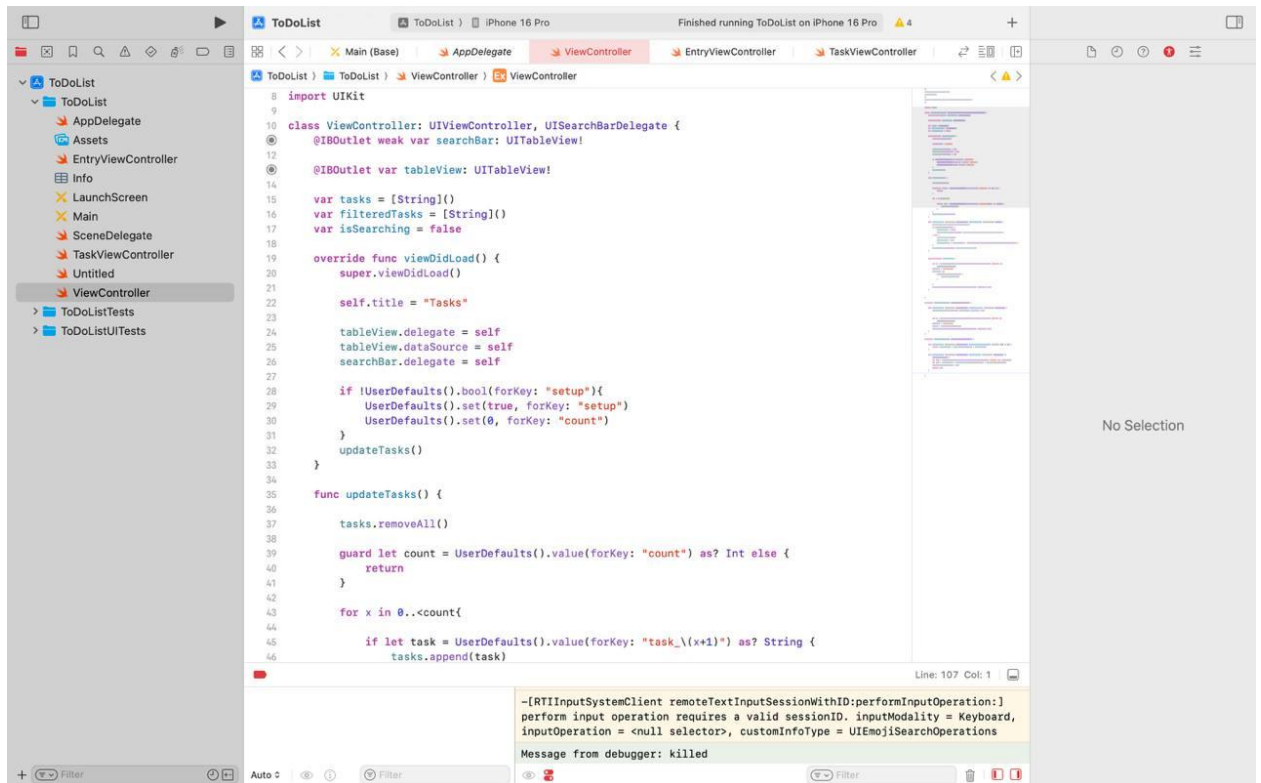 ToDoList
ToDoList 〉 iPhone 16 Pro
Finished running ToDoList on iPhone 16 Pro
4
Main (Base)
AppDelegate
ViewController
EntryViewController
TaskViewController
ToDoList 〉 ToDoList 〉 ViewController 〉 Ex ViewController
ToDoList
ToDoList
AppDelegate
Assets
EntryViewController
Info
LaunchScreen
Main
SceneDelegate
TaskViewController
Untitled
ViewController
ToDoListTests
ToDoListUITests
8 import UIKit
9
10 class ViewController: UIViewController, UISearchBarDelegate {
@IBOutlet weak var searchBar: UITableView!
12
@IBOutlet var tableView: UITableView!
14
15 var tasks = [String]()
16 var filteredTasks = [String]()
17 var isSearching = false
18
19 override func viewDidLoad() {
20 super.viewDidLoad()
21
22 self.title = "Tasks"
23
24 tableView.delegate = self
25 tableView.dataSource = self
26 searchBar.delegate = self
27
28 if !UserDefaults().bool(forKey: "setup"){
29 UserDefaults().set(true, forKey: "setup")
30 UserDefaults().set(0, forKey: "count")
31 }
32 updateTasks()
33 }
34
35 func updateTasks() {
36
37 tasks.removeAll()
38
39 guard let count = UserDefaults().value(forKey: "count") as? Int else {
40 return
41 }
42
43 for x in 0..<count{
44
45 if let task = UserDefaults().value(forKey: "task_\(x+1)") as? String {
46 tasks.append(task)
Line: 107 Col: 1
-[RTIInputSystemClient remoteTextInputSessionWithID:performInputOperation:]
perform input operation requires a valid sessionID. inputModality = Keyboard,
inputOperation = <null selector>, customInfoType = UIEmojiSearchOperations
Message from debugger: killed
No Selection
Filter
Auto
Filter
Filter